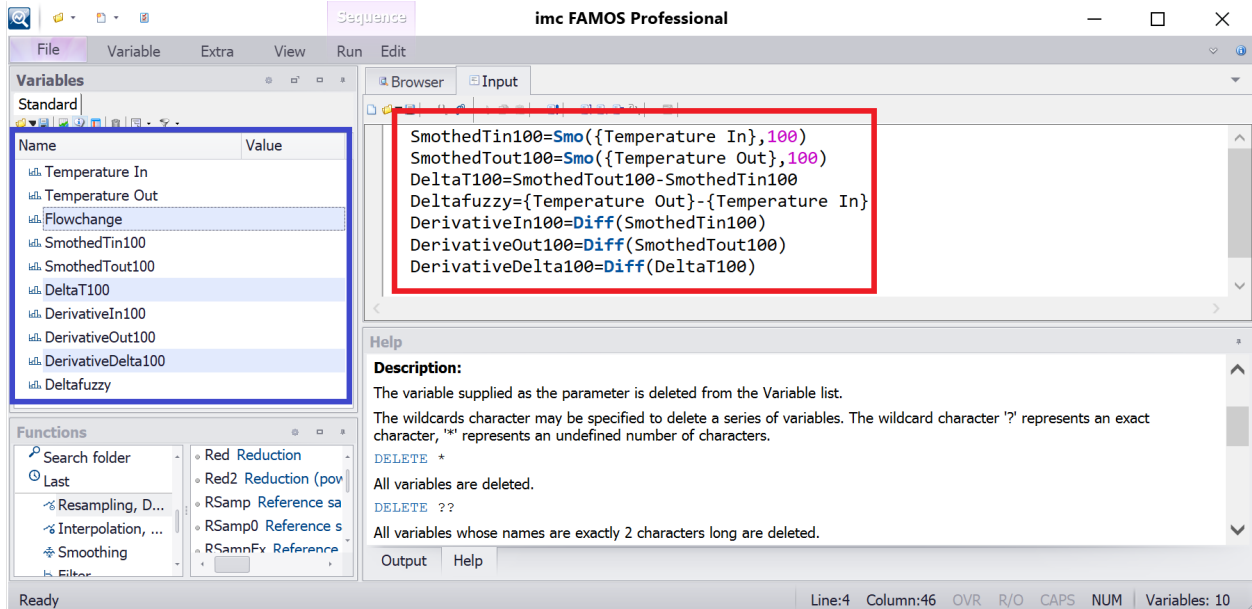 Sequence
imc FAMOS Professional
File Variable Extra View Run Edit
Variables
Standard
Name Value
Temperature In
Temperature Out
Flowchange
SmothedTin100
SmothedTout100
DeltaT100
DerivativeIn100
DerivativeOut100
DerivativeDelta100
Deltafuzzy
Functions
Search folder
Last
Resampling, D...
Interpolation, ...
Smoothing
Filter
Red Reduction
Red2 Reduction (pow
RSamp Reference sa
RSamp0 Reference s
RSampEx Reference
Browser Input
SmothedTin100=Smo({Temperature In},100)
SmothedTout100=Smo({Temperature Out},100)
DeltaT100=SmothedTout100-SmothedTin100
Deltafuzzy={Temperature Out}-{Temperature In}
DerivativeIn100=Diff(SmothedTin100)
DerivativeOut100=Diff(SmothedTout100)
DerivativeDelta100=Diff(DeltaT100)
Help
Description:
The variable supplied as the parameter is deleted from the Variable list.
The wildcards character may be specified to delete a series of variables. The wildcard character '?' represents an exact
character, '*' represents an undefined number of characters.
DELETE *
All variables are deleted.
DELETE ??
All variables whose names are exactly 2 characters long are deleted.
Output Help
Ready Line:4 Column:46 OVR R/O CAPS NUM Variables: 10